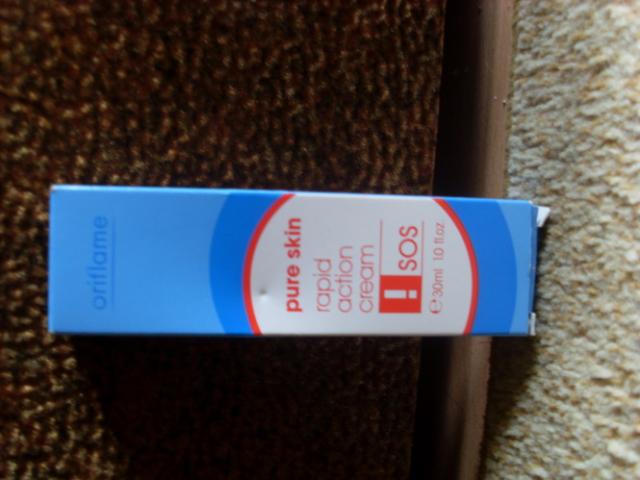 oriflame
pure skin
rapid
action
cream
SOS
e 30ml 1.0 fl.oz